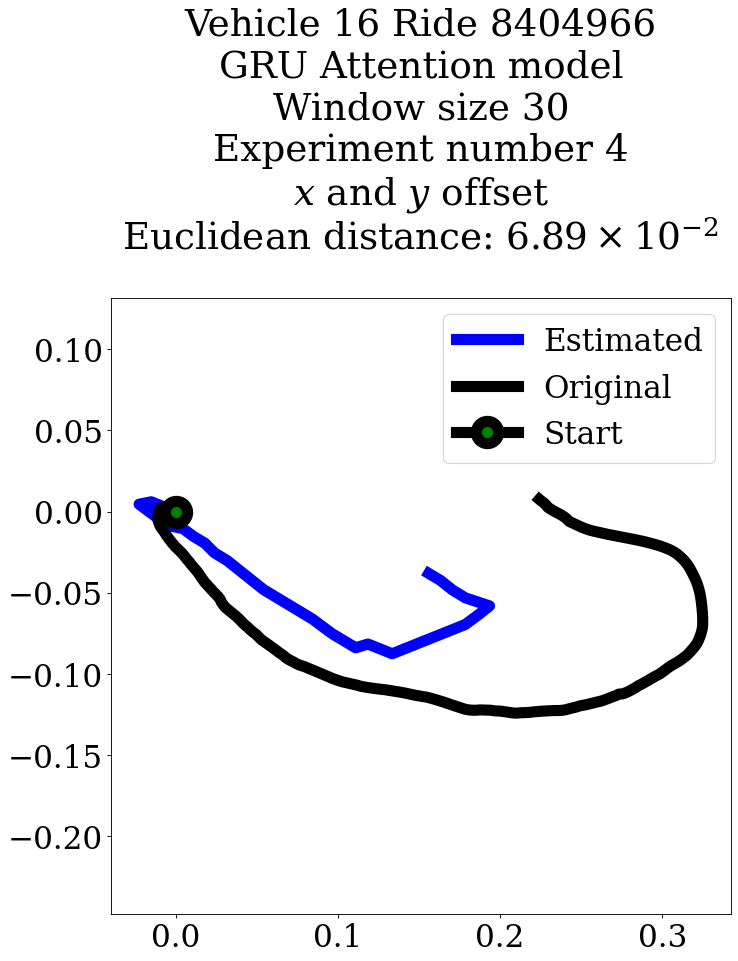 Vehicle 16 Ride 8404966
GRU Attention model
Window size 30
Experiment number 4
x and y offset
Euclidean distance: 6.89 × 10⁻²
Estimated
Original
Start
0.10
0.05
0.00
−0.05
−0.10
−0.15
−0.20
0.0 0.1 0.2 0.3